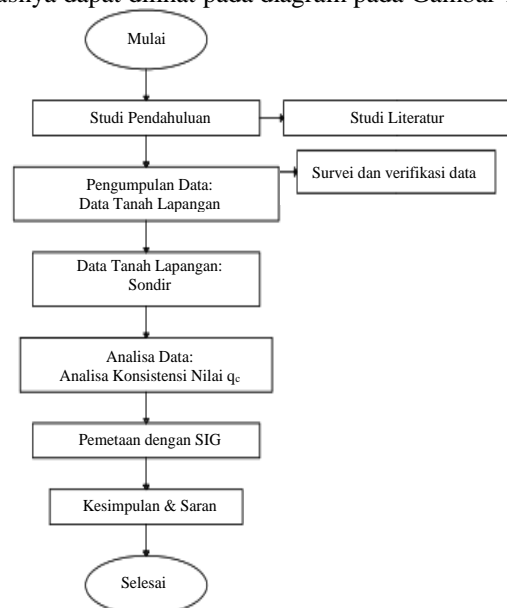 dapat dilihat pada diagram pada Gambar
Mulai
Studi Pendahuluan
Studi Literatur
Survei dan verifikasi data
Pengumpulan Data:
Data Tanah Lapangan
Data Tanah Lapangan:
Sondir
Analisa Data:
Analisa Konsistensi Nilai qc
Pemetaan dengan SIG
Kesimpulan & Saran
Selesai